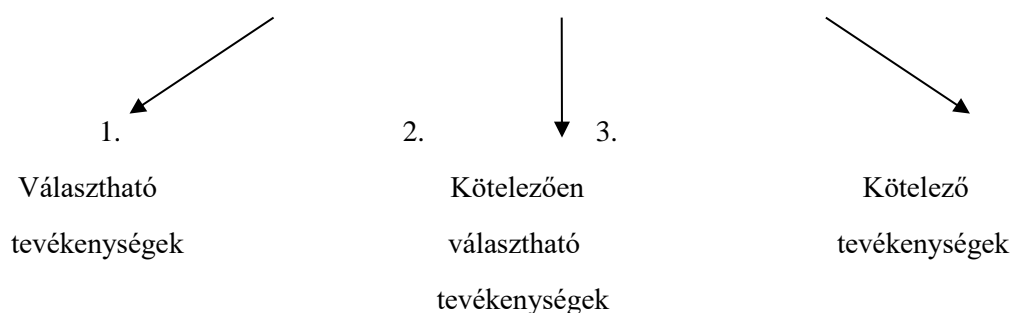 1. 2. 3.
Választható Kötelezően Kötelező
tevékenységek választható tevékenységek
tevékenységek